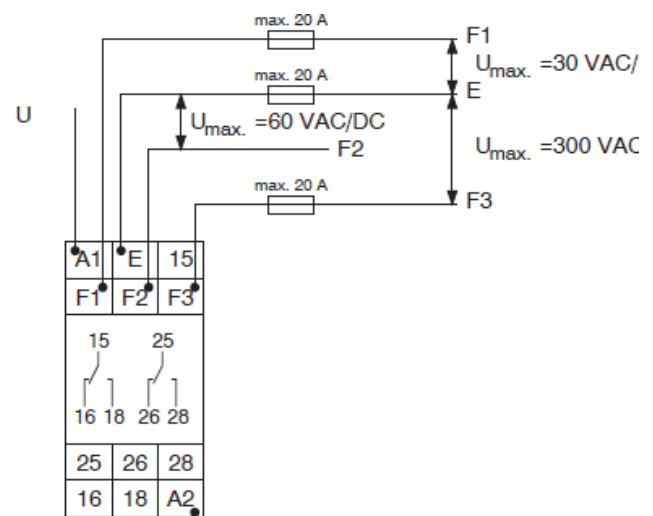 max. 20 A
F1
Umax. =30 VAC/
max. 20 A
E
U
Umax. =60 VAC/DC
F2
Umax. =300 VAC
max. 20 A
F3
A1 E 15
F1 F2 F3
15 25
16 18 26 28
25 26 28
16 18 A2